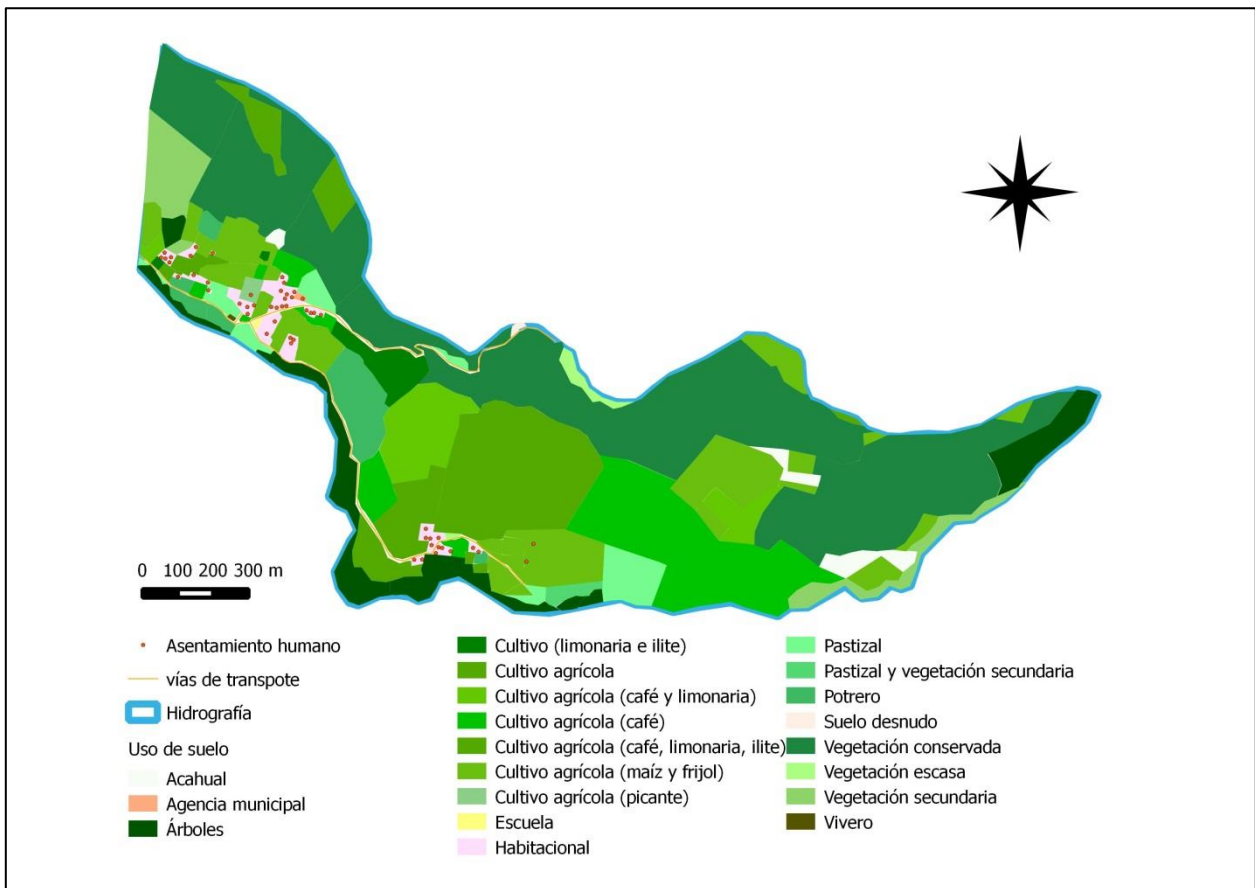 0 100 200 300 m
Asentamiento humano
vías de transpote
Hidrografía
Uso de suelo
Acahual
Agencia municipal
Árboles
Cultivo (limonaria e ilite)
Cultivo agrícola
Cultivo agrícola (café y limonaria)
Cultivo agrícola (café)
Cultivo agrícola (café, limonaria, ilite)
Cultivo agrícola (maíz y frijol)
Cultivo agrícola (picante)
Escuela
Habitacional
Pastizal
Pastizal y vegetación secundaria
Potrero
Suelo desnudo
Vegetación conservada
Vegetación escasa
Vegetación secundaria
Vivero